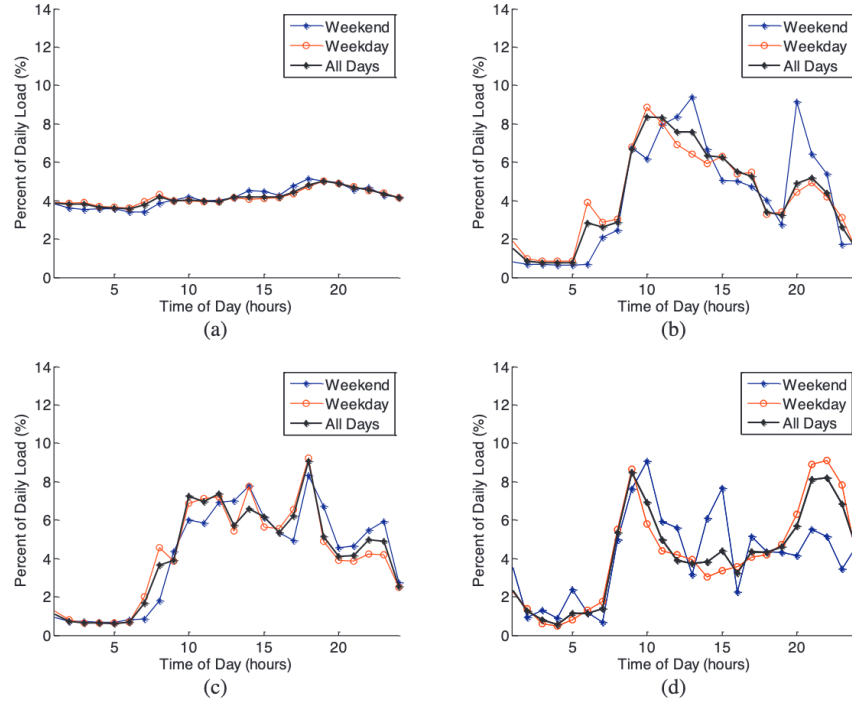 14
12
10
8
6
4
2
0
Percent of Daily Load (%)
Weekend
Weekday
All Days
5
10
15
20
Time of Day (hours)
(a)
14
12
10
8
6
4
2
0
Percent of Daily Load (%)
Weekend
Weekday
All Days
5
10
15
20
Time of Day (hours)
(b)
14
12
10
8
6
4
2
0
Percent of Daily Load (%)
Weekend
Weekday
All Days
5
10
15
20
Time of Day (hours)
(c)
14
12
10
8
6
4
2
0
Percent of Daily Load (%)
Weekend
Weekday
All Days
5
10
15
20
Time of Day (hours)
(d)